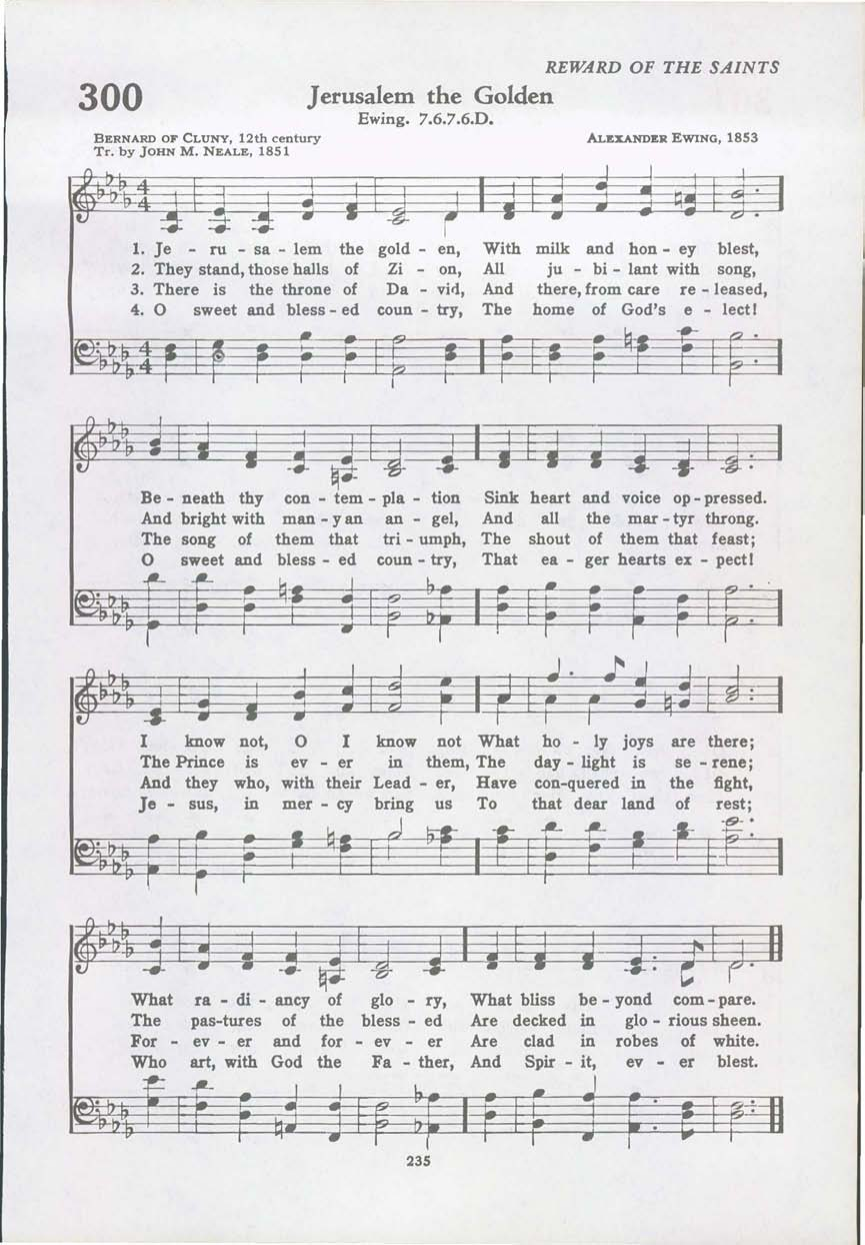 REWARD OF THE SAINTS
300
Jerusalem the Golden
Ewing. 7.6.7.6.D.
BERNARD OF CLUNY, 12th century
ALEXANDER EWING, 1853
Tr. by JOHN M. NEALE, 1851
1. Je - ru - sa - lem the gold - en, With milk and hon - ey blest,
2. They stand, those halls of Zi - on, All ju - bi - lant with song,
3. There is the throne of Da - vid, And there, from care re - leased,
4. O sweet and bless - ed coun - try, The home of God's e - lect!
Be - neath thy con - tem - pla - tion Sink heart and voice op - pressed.
And bright with man - y an an - gel, And all the mar - tyr throng.
The song of them that tri - umph, The shout of them that feast;
O sweet and bless - ed coun - try, That ea - ger hearts ex - pect!
I know not, O I know not What ho - ly joys are there;
The Prince is ev - er in them, The day - light is se - rene;
And they who, with their Lead - er, Have con-quered in the fight,
Je - sus, in mer - cy bring us To that dear land of rest;
What ra - di - ancy of glo - ry, What bliss be - yond com - pare.
The pas-tures of the bless - ed Are decked in glo - rious sheen.
For - ev - er and for - ev - er Are clad in robes of white.
Who art, with God the Fa - ther, And Spir - it, ev - er blest.
235